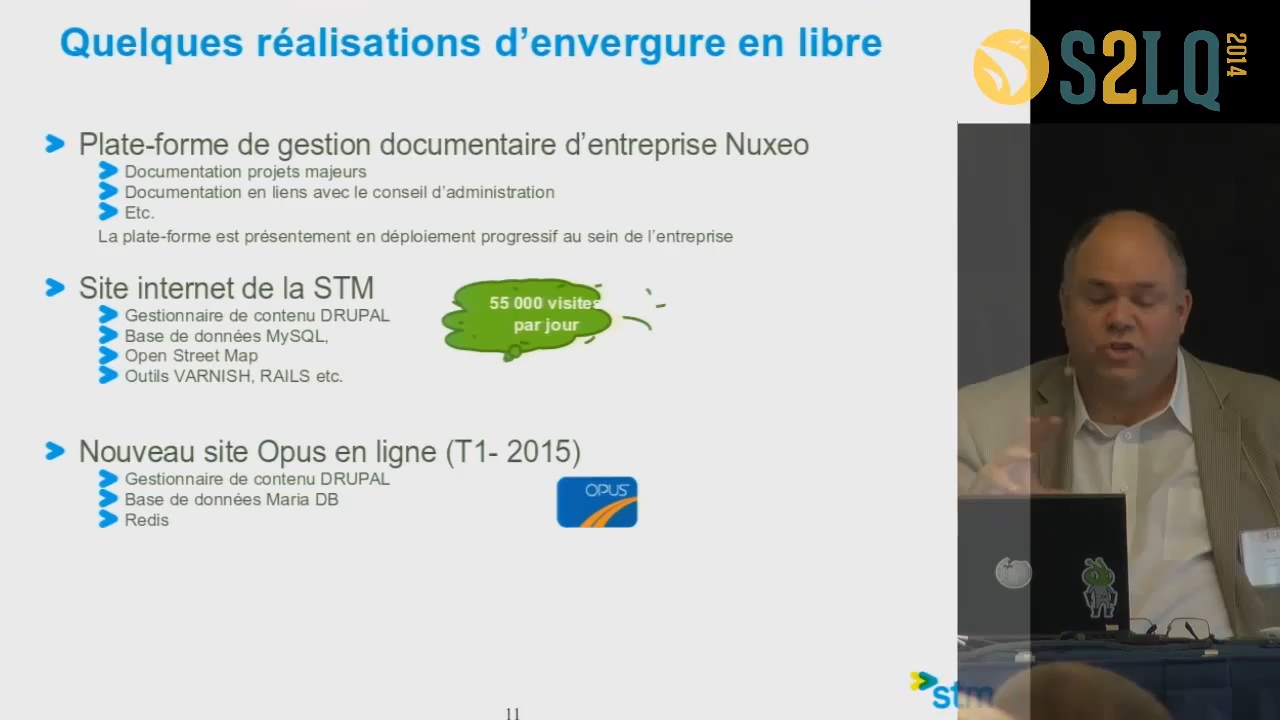 Quelques réalisations d’envergure en libre
S2LQ 2014
Plate-forme de gestion documentaire d’entreprise Nuxeo
Documentation projets majeurs
Documentation en liens avec le conseil d’administration
Etc.
La plate-forme est présentement en déploiement progressif au sein de l’entreprise
Site internet de la STM
55 000 visites
par jour
Gestionnaire de contenu DRUPAL
Base de données MySQL,
Open Street Map
Outils VARNISH, RAILS etc.
Nouveau site Opus en ligne (T1- 2015)
Gestionnaire de contenu DRUPAL
Base de données Maria DB
Redis
OPUS
stm
11